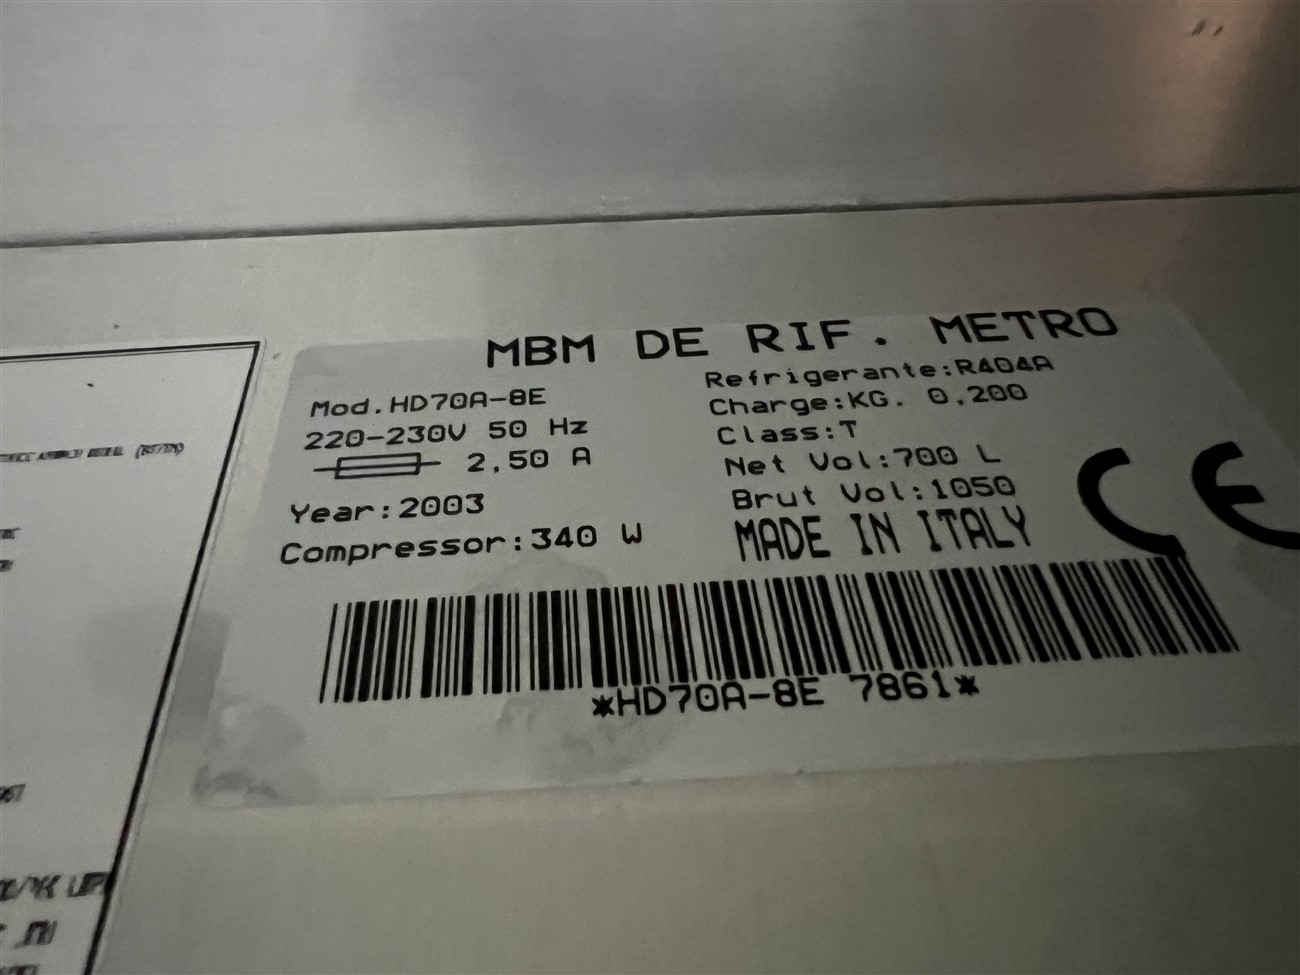 MBM DE RIF. METRO
Mod.HD70A-8E
220-230V 50 Hz
2,50 A
Year:2003
Compressor:340 W
Refrigerante:R404A
Charge:KG. 0,200
Class:T
Net Vol:700 L
Brut Vol:1050
MADE IN ITALY
CE
*HD70A-8E 7861*